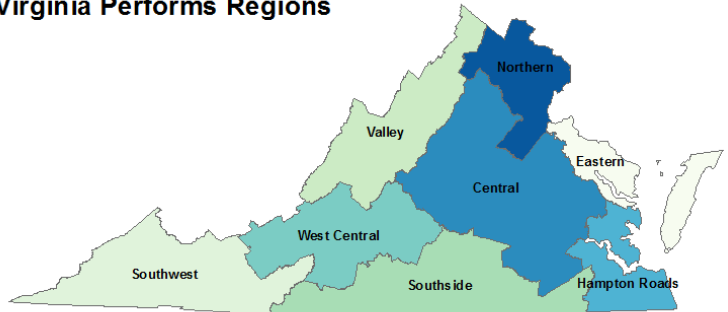 Virginia Performs Regions
Northern
Valley
Eastern
Central
West Central
Southwest
Southside
Hampton Roads